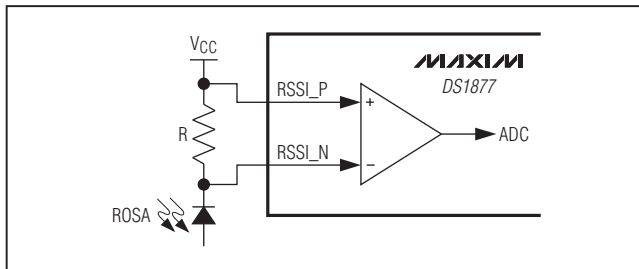 VCC
MAXIM
DS1877
RSSI_P
+
ADC
R
RSSI_N
−
ROSA